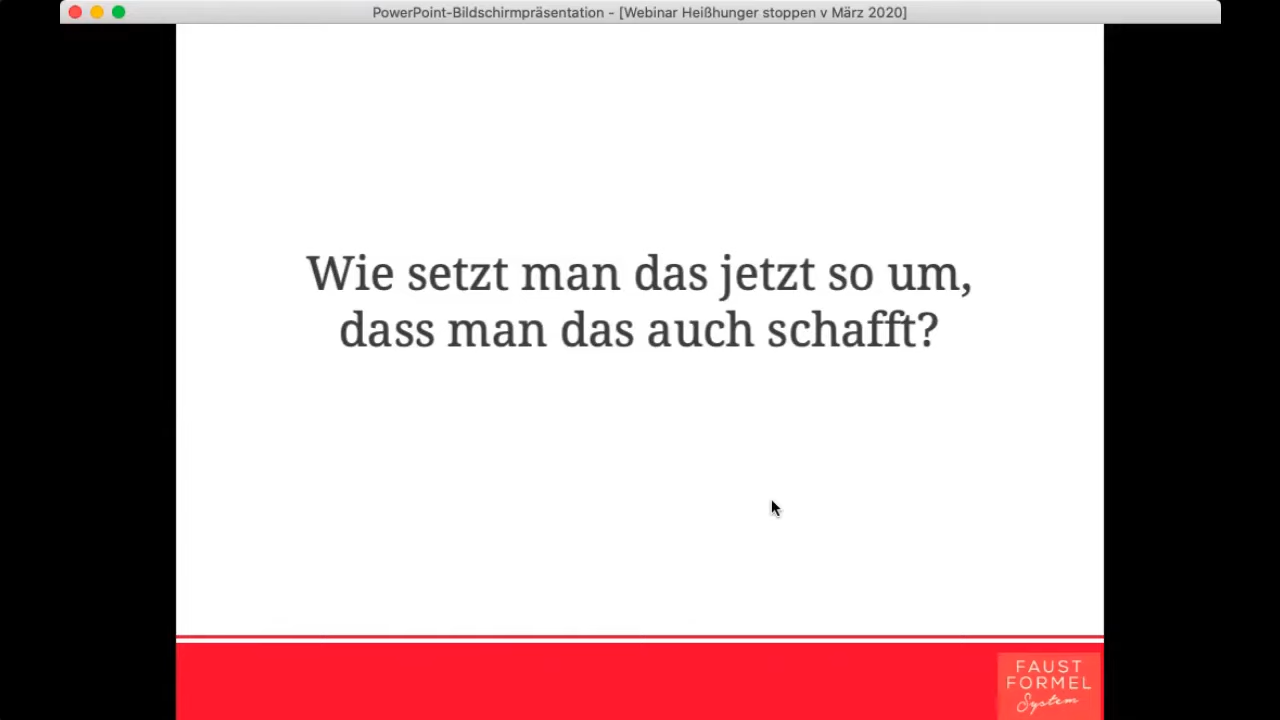 PowerPoint-Bildschirmpräsentation - [Webinar Heißhunger stoppen v März 2020]
Wie setzt man das jetzt so um,
dass man das auch schafft?
FAUST
FORMEL
System